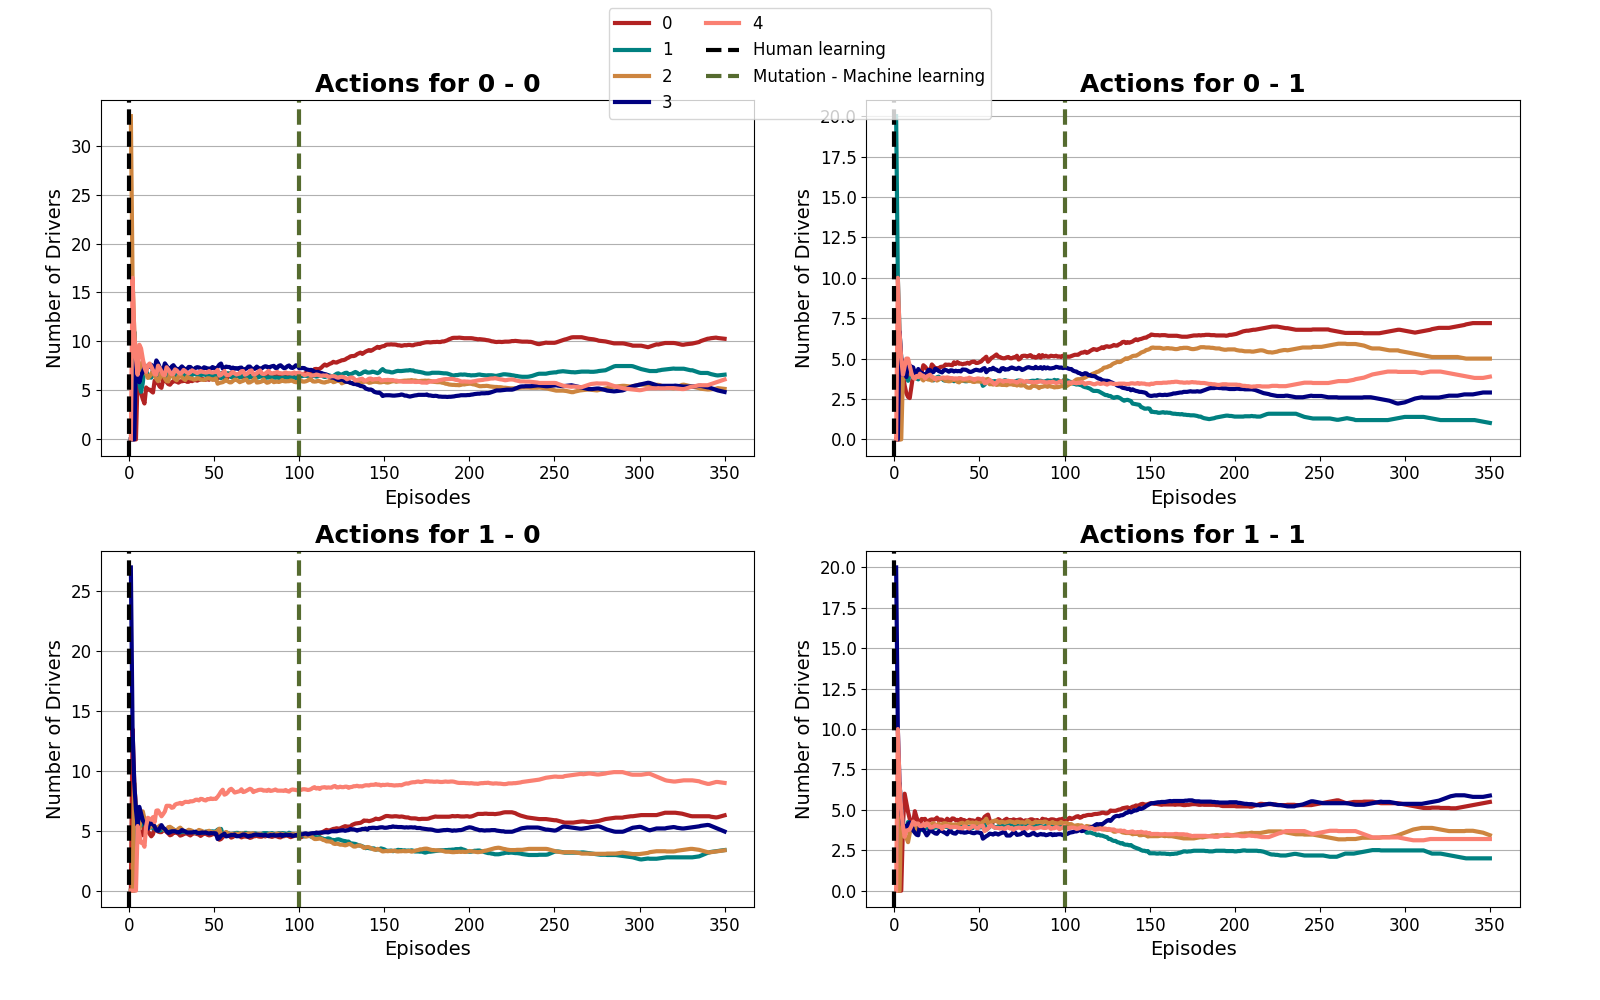 0
1
2
3
4
Human learning
Mutation - Machine learning
Actions for 0 - 0
Number of Drivers
30
25
20
15
10
5
0
0 50 100 150 200 250 300 350
Episodes
Actions for 0 - 1
Number of Drivers
20.0
17.5
15.0
12.5
10.0
7.5
5.0
2.5
0.0
0 50 100 150 200 250 300 350
Episodes
Actions for 1 - 0
Number of Drivers
25
20
15
10
5
0
0 50 100 150 200 250 300 350
Episodes
Actions for 1 - 1
Number of Drivers
20.0
17.5
15.0
12.5
10.0
7.5
5.0
2.5
0.0
0 50 100 150 200 250 300 350
Episodes